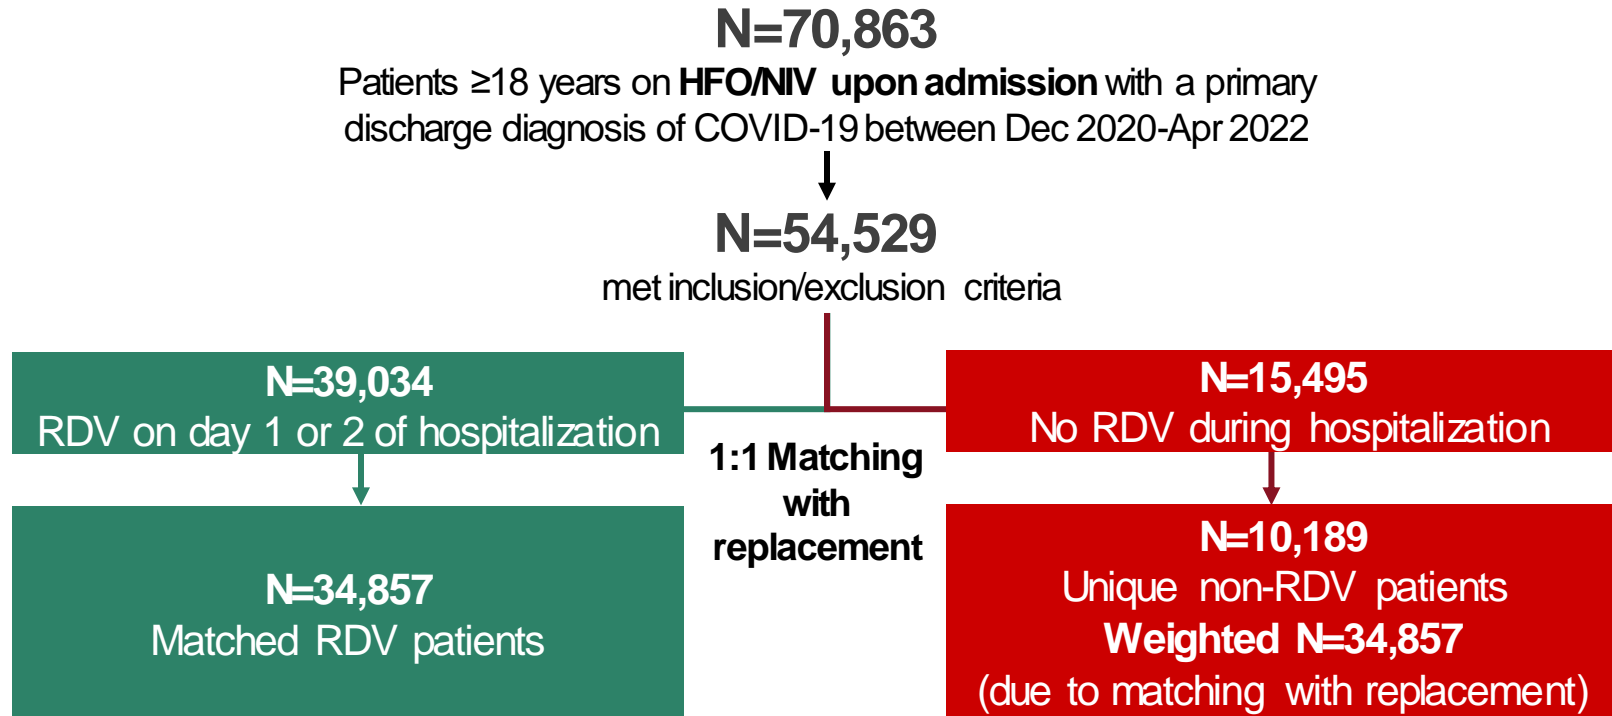 N=70,863
Patients ≥18 years on HFO/NIV upon admission with a primary
discharge diagnosis of COVID-19 between Dec 2020-Apr 2022
N=54,529
met inclusion/exclusion criteria
N=39,034
RDV on day 1 or 2 of hospitalization
N=15,495
No RDV during hospitalization
1:1 Matching
with
replacement
N=34,857
Matched RDV patients
N=10,189
Unique non-RDV patients
Weighted N=34,857
(due to matching with replacement)